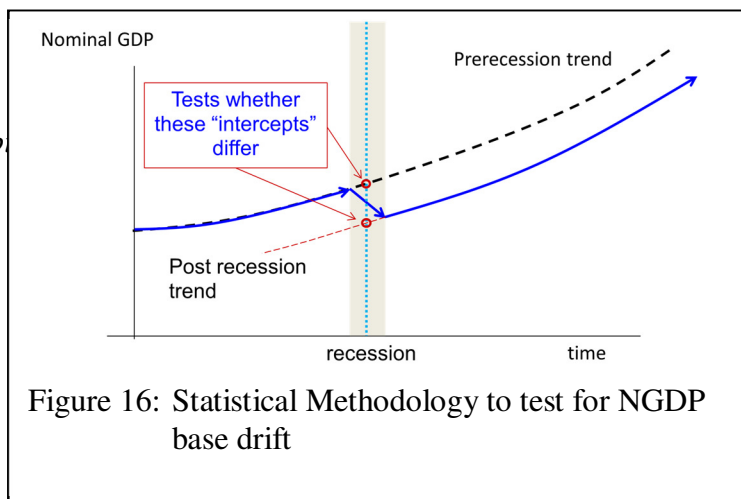 Nominal GDP
Prerecession trend
Tests whether
these “intercepts”
differ
Post recession
trend
recession
time
Figure 16: Statistical Methodology to test for NGDP
base drift